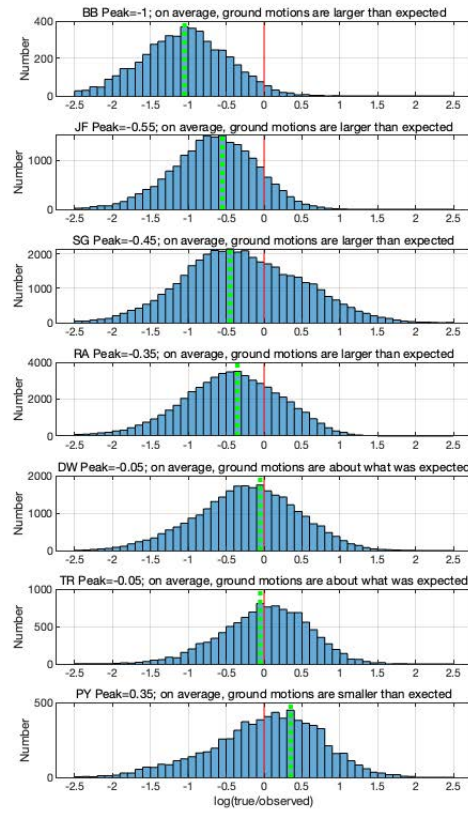 BB Peak=-1; on average, ground motions are larger than expected
400
200
0
Number
-2.5 -2 -1.5 -1 -0.5 0 0.5 1 1.5 2 2.5
JF Peak=-0.55; on average, ground motions are larger than expected
1000
0
Number
-2.5 -2 -1.5 -1 -0.5 0 0.5 1 1.5 2 2.5
SG Peak=-0.45; on average, ground motions are larger than expected
2000
1000
0
Number
-2.5 -2 -1.5 -1 -0.5 0 0.5 1 1.5 2 2.5
RA Peak=-0.35; on average, ground motions are larger than expected
4000
2000
0
Number
-2.5 -2 -1.5 -1 -0.5 0 0.5 1 1.5 2 2.5
DW Peak=-0.05; on average, ground motions are about what was expected
2000
1000
0
Number
-2.5 -2 -1.5 -1 -0.5 0 0.5 1 1.5 2 2.5
TR Peak=-0.05; on average, ground motions are about what was expected
1000
500
0
Number
-2.5 -2 -1.5 -1 -0.5 0 0.5 1 1.5 2 2.5
PY Peak=0.35; on average, ground motions are smaller than exected
500
0
Number
-2.5 -2 -1.5 -1 -0.5 0 0.5 1 1.5 2 2.5
log(true/observed)